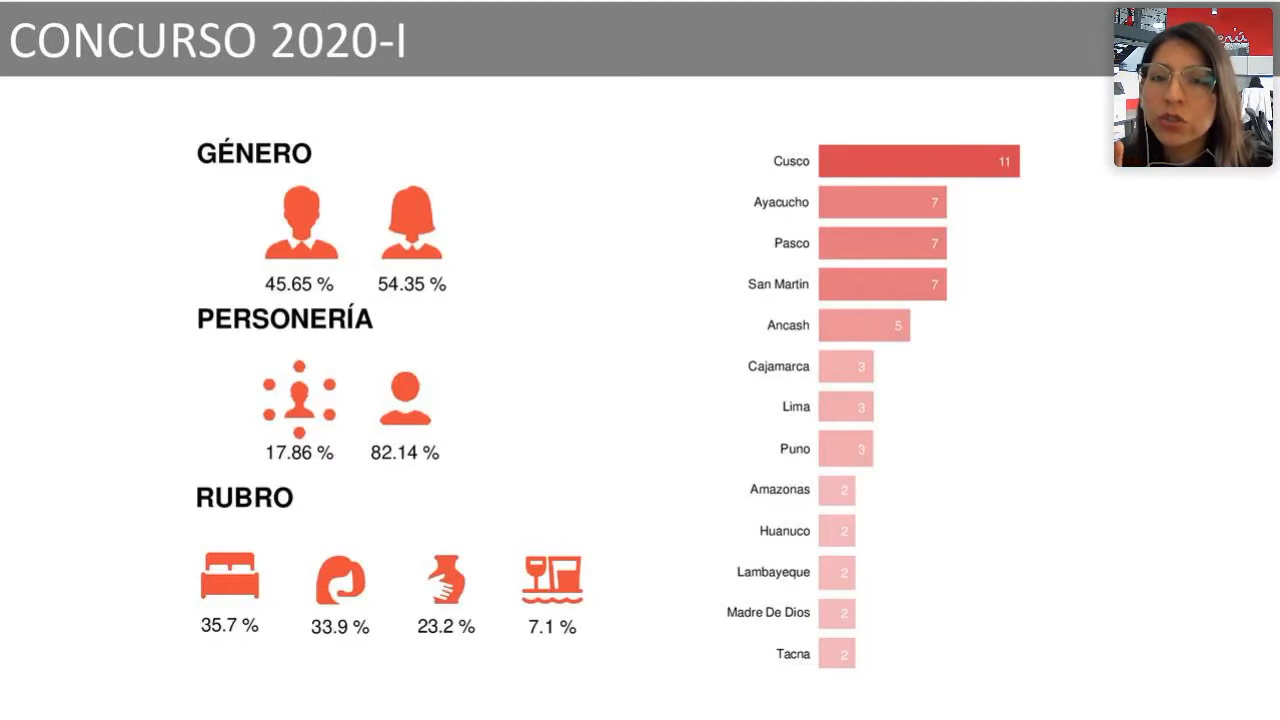 CONCURSO 2020-I
GÉNERO
45.65 % 54.35 %
PERSONERÍA
17.86 % 82.14 %
RUBRO
35.7 % 33.9 % 23.2 % 7.1 %
Cusco 11
Ayacucho 7
Pasco 7
San Martin 7
Ancash 5
Cajamarca 3
Lima 3
Puno 3
Amazonas 2
Huanuco 2
Lambayeque 2
Madre De Dios 2
Tacna 2